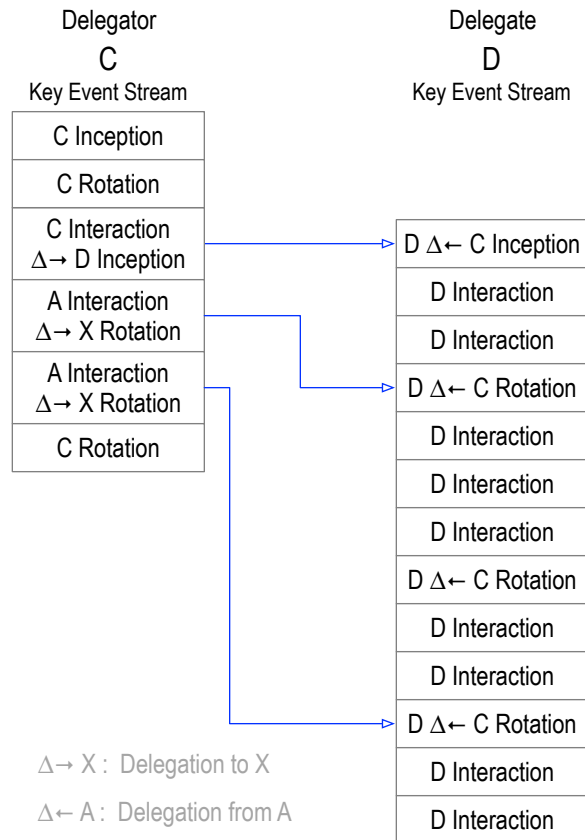 Delegator
C
Key Event Stream
C Inception
C Rotation
C Interaction
Δ→ D Inception
A Interaction
Δ→ X Rotation
A Interaction
Δ→ X Rotation
C Rotation
Delegate
D
Key Event Stream
D Δ← C Inception
D Interaction
D Interaction
D Δ← C Rotation
D Interaction
D Interaction
D Interaction
D Δ← C Rotation
D Interaction
D Interaction
D Δ← C Rotation
D Interaction
D Interaction
Δ→ X : Delegation to X
Δ← A : Delegation from A